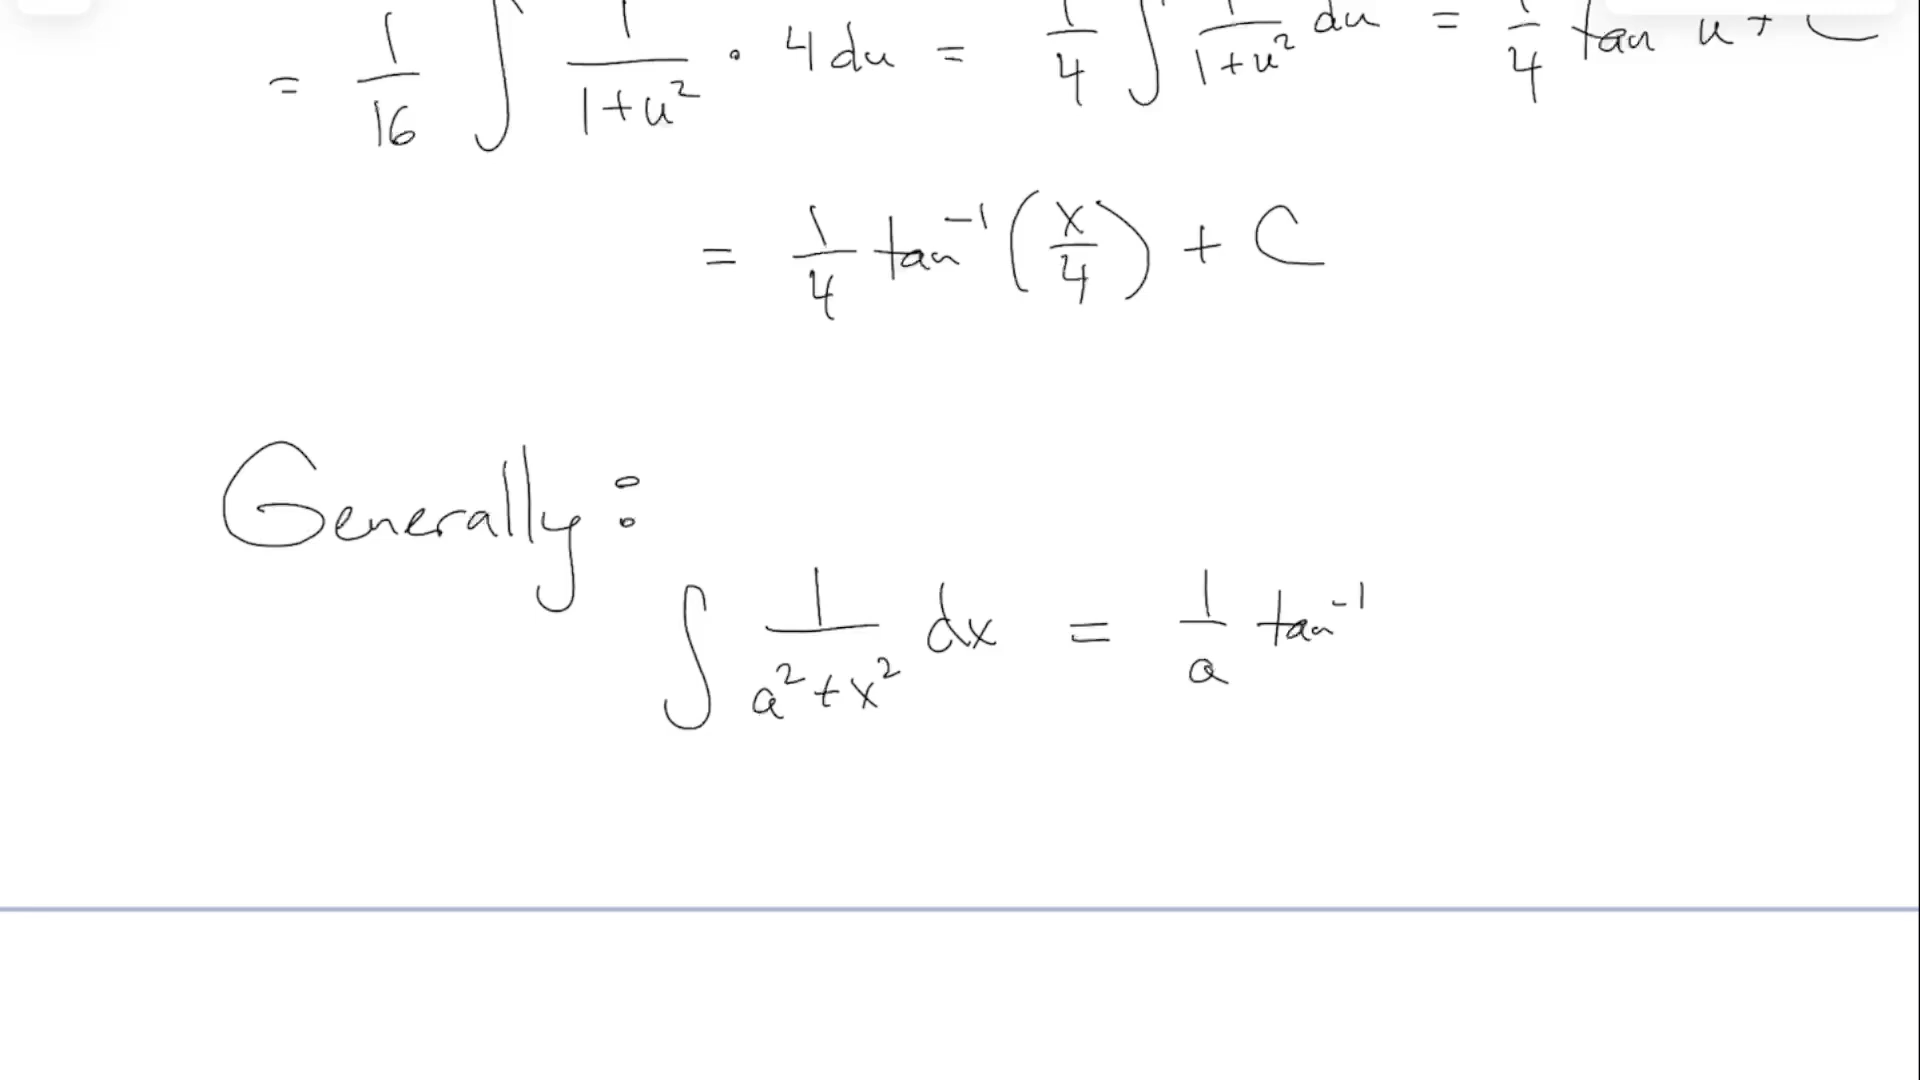 = 1/16 ∫ 1/(1+u²) · 4du = 1/4 ∫ 1/(1+u²) du = 1/4 tan u + C
= 1/4 tan⁻¹ (x/4) + C
Generally:
∫ 1/(a²+x²) dx = 1/a tan⁻¹